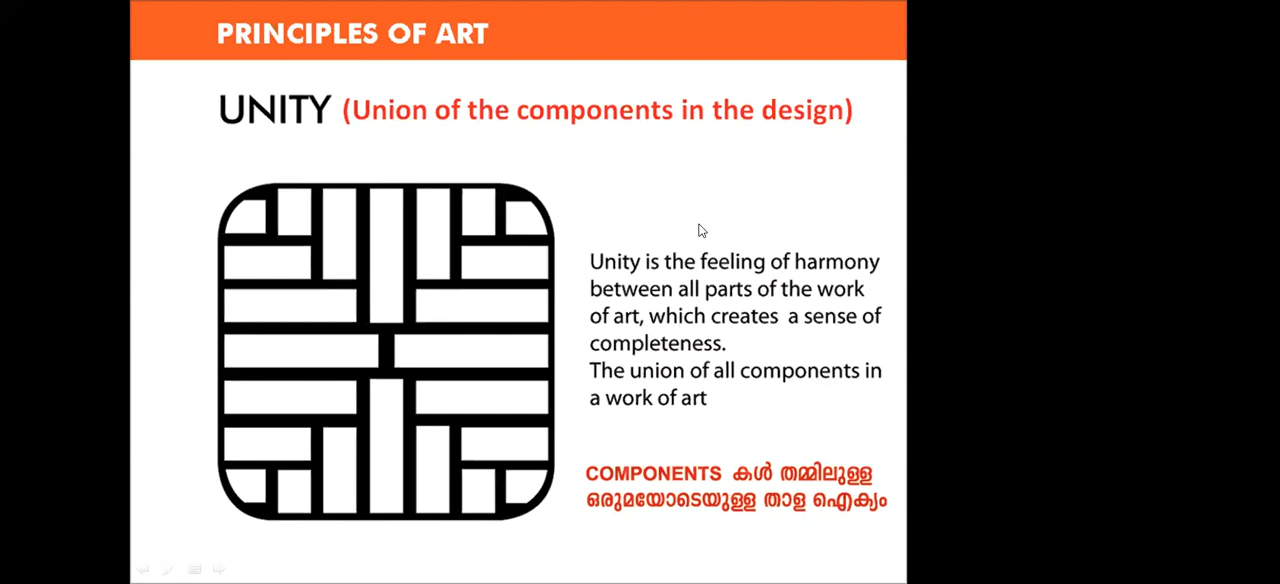 PRINCIPLES OF ART
UNITY (Union of the components in the design)
Unity is the feeling of harmony
between all parts of the work
of art, which creates a sense of
completeness.
The union of all components in
a work of art
COMPONENTS കൾ തമ്മിലുള്ള
ഒരുമയോടെയുള്ള താള ഐക്യം